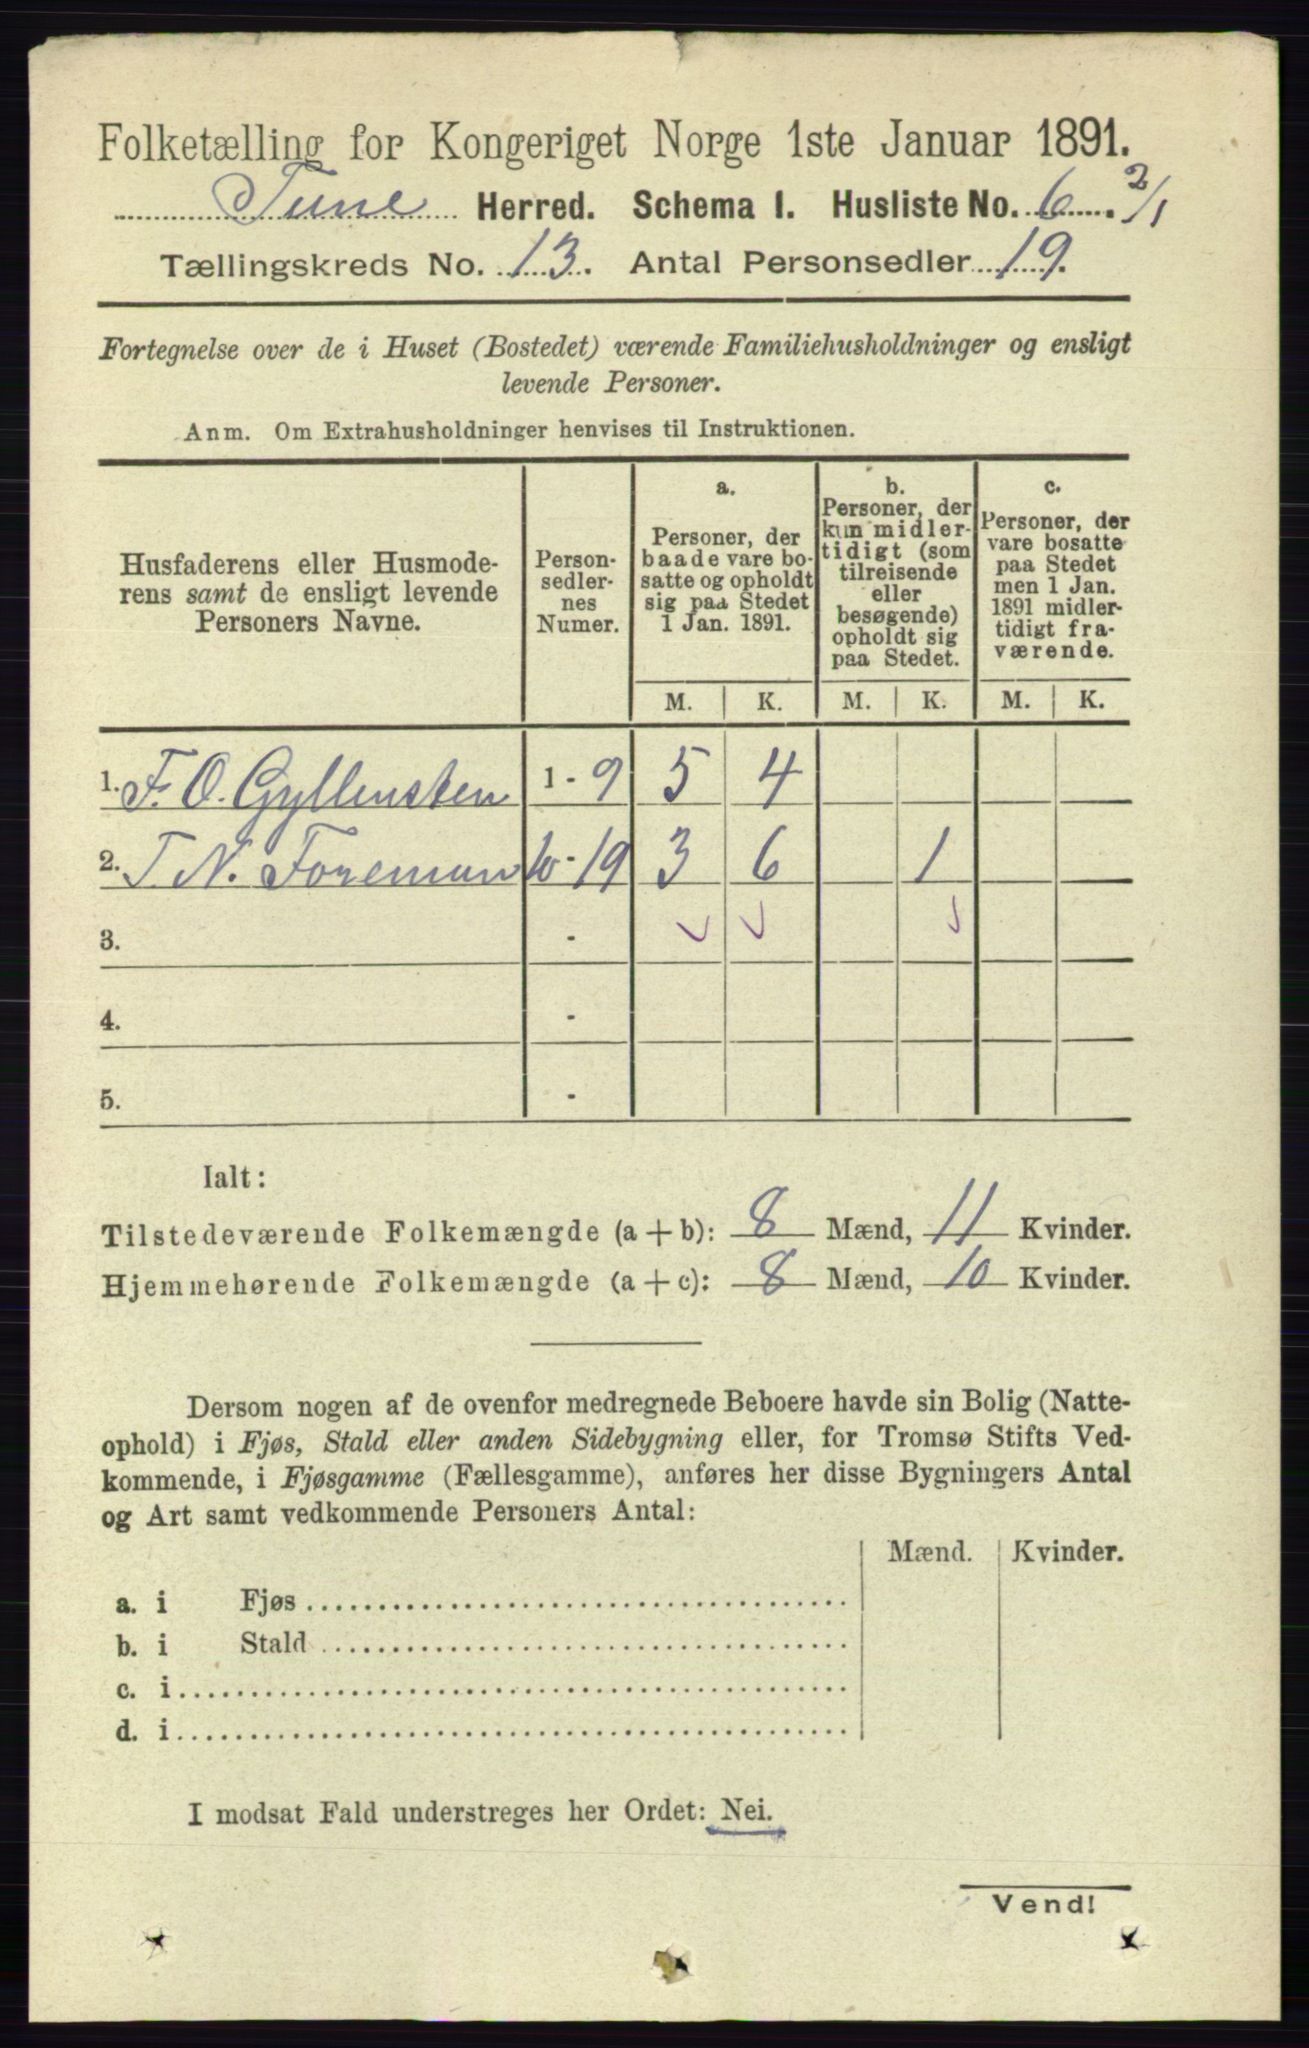 Folketælling for Kongeriget Norge 1ste Januar 1891.
Tune Herred. Schema I. Husliste No. 6. 2/1
Tællingskreds No. 13. Antal Personsedler 19.
Fortegnelse over de i Huset (Bostedet) værende Familiehusholdninger og ensligt
levende Personer.
Anm. Om Extrahusholdninger henvises til Instruktionen.
Husfaderens eller Husmode-
rens samt de ensligt levende
Personers Navne.
Person-
sedler-
nes
Numer.
a.
Personer, der
baade vare bo-
satte og opholdt
sig paa Stedet
1 Jan. 1891.
b.
Personer, der
kun midler-
tidigt (som
tilreisende
eller
besøgende)
opholdt sig
paa Stedet.
c.
Personer, der
vare bosatte
paa Stedet
men 1 Jan.
1891 midler-
tidigt fra-
værende.
M. K. M. K. M. K.
1. F. O. Gyllensten 1 - 9 5 4
2. T. N. Foreman 10 - 19 3 6 1
3. -
4. -
5. -
Ialt:
Tilstedeværende Folkemængde (a + b): 8 Mænd, 11 Kvinder.
Hjemmehørende Folkemængde (a + c): 8 Mænd, 10 Kvinder.
Dersom nogen af de ovenfor medregnede Beboere havde sin Bolig (Natte-
ophold) i Fjøs, Stald eller anden Sidebygning eller, for Tromsø Stifts Ved-
kommende, i Fjøsgamme (Fællesgamme), anføres her disse Bygningers Antal
og Art samt vedkommende Personers Antal:
Mænd. Kvinder.
a. i Fjøs
b. i Stald
c. i
d. i
I modsat Fald understreges her Ordet: Nei.
Vend!